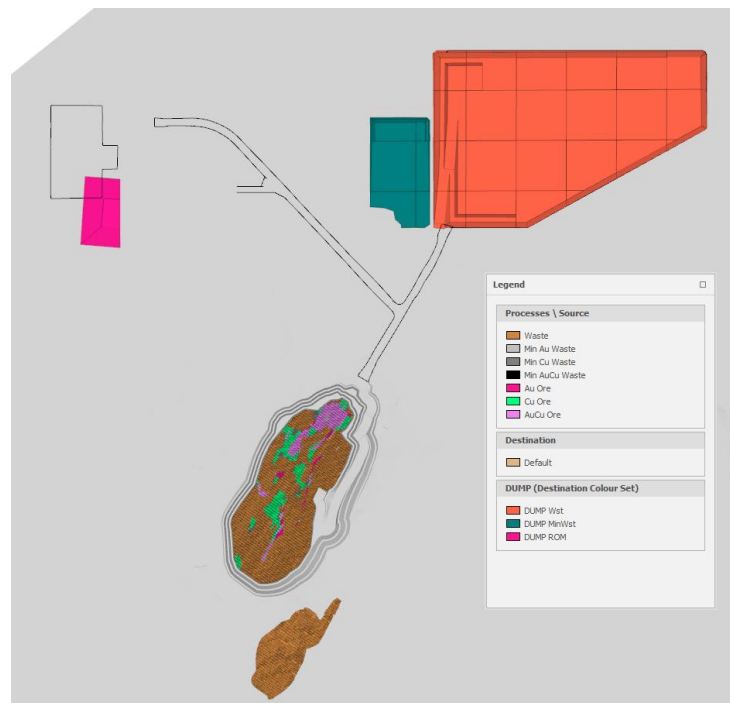 Legend
Processes \ Source
Waste
Min Au Waste
Min Cu Waste
Min AuCu Waste
Au Ore
Cu Ore
AuCu Ore
Destination
Default
DUMP (Destination Colour Set)
DUMP Wst
DUMP MinWst
DUMP ROM